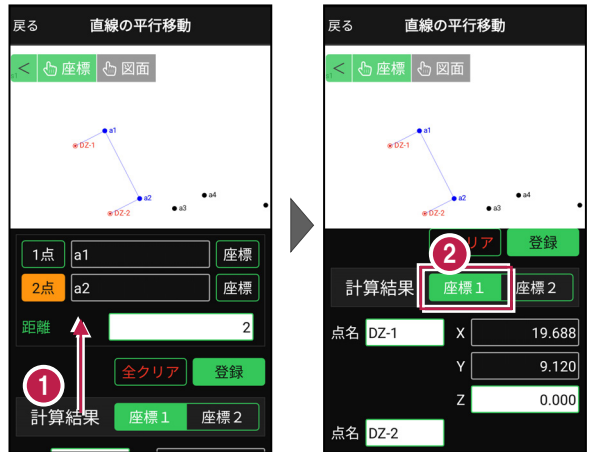 戻る 直線の平行移動
< 座標 図面
a1
DZ-1
a2
a4
a3
DZ-2
1点 a1 座標
2点 a2 座標
距離 2
1
全クリア 登録
計算結果 座標1 座標2
戻る 直線の平行移動
< 座標 図面
a1
DZ-1
a2
a4
a3
DZ-2
2
リア 登録
計算結果 座標1 座標2
点名 DZ-1 X 19.688
Y 9.120
Z 0.000
点名 DZ-2